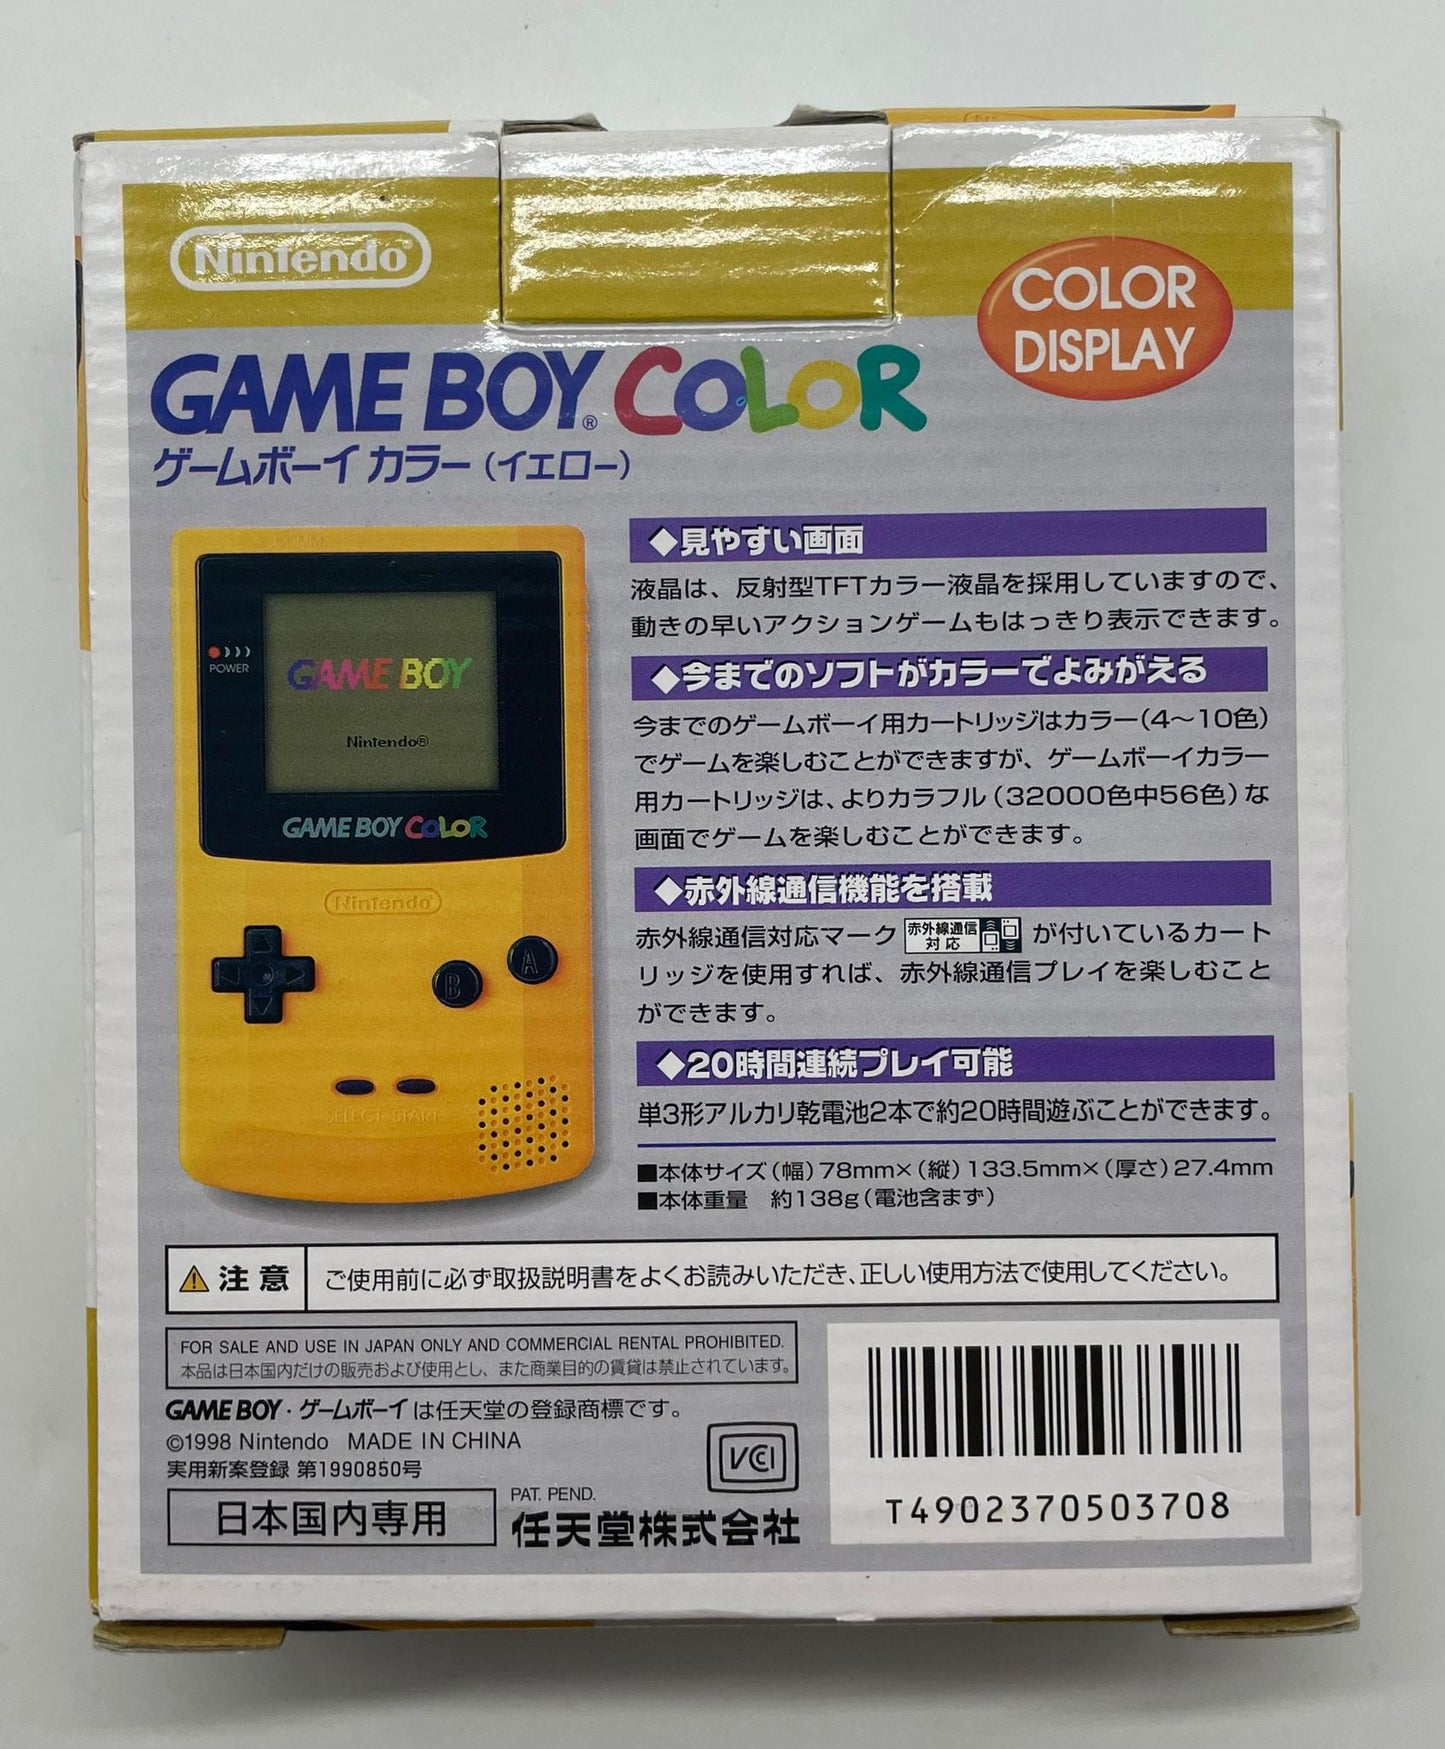 Nintendo
COLOR
DISPLAY
GAME BOY® COLOR
ゲームボーイ カラー（イエロー）
COMM
POWER
GAME BOY
Nintendo®
GAME BOY COLOR
Nintendo
B
A
SELECT START
◆見やすい画面
液晶は、反射型TFTカラー液晶を採用していますので、
動きの早いアクションゲームもはっきり表示できます。
◆今までのソフトがカラーでよみがえる
今までのゲームボーイ用カートリッジはカラー（4〜10色）
でゲームを楽しむことができますが、ゲームボーイカラー
用カートリッジは、よりカラフル（32000色中56色）な
画面でゲームを楽しむことができます。
◆赤外線通信機能を搭載
赤外線通信対応マーク 赤外線通信対応 が付いているカート
リッジを使用すれば、赤外線通信プレイを楽しむこと
ができます。
◆20時間連続プレイ可能
単3形アルカリ乾電池2本で約20時間遊ぶことができます。
■本体サイズ（幅）78mm×（縦）133.5mm×（厚さ）27.4mm
■本体重量　約138g（電池含まず）
注意 ご使用前に必ず取扱説明書をよくお読みいただき、正しい使用方法で使用してください。
FOR SALE AND USE IN JAPAN ONLY AND COMMERCIAL RENTAL PROHIBITED.
本品は日本国内だけの販売および使用とし、また商業目的の賃貸は禁止されています。
GAME BOY・ゲームボーイは任天堂の登録商標です。
©1998 Nintendo MADE IN CHINA
実用新案登録 第1990850号
VCI
日本国内専用
PAT. PEND.
任天堂株式会社
T4902370503708